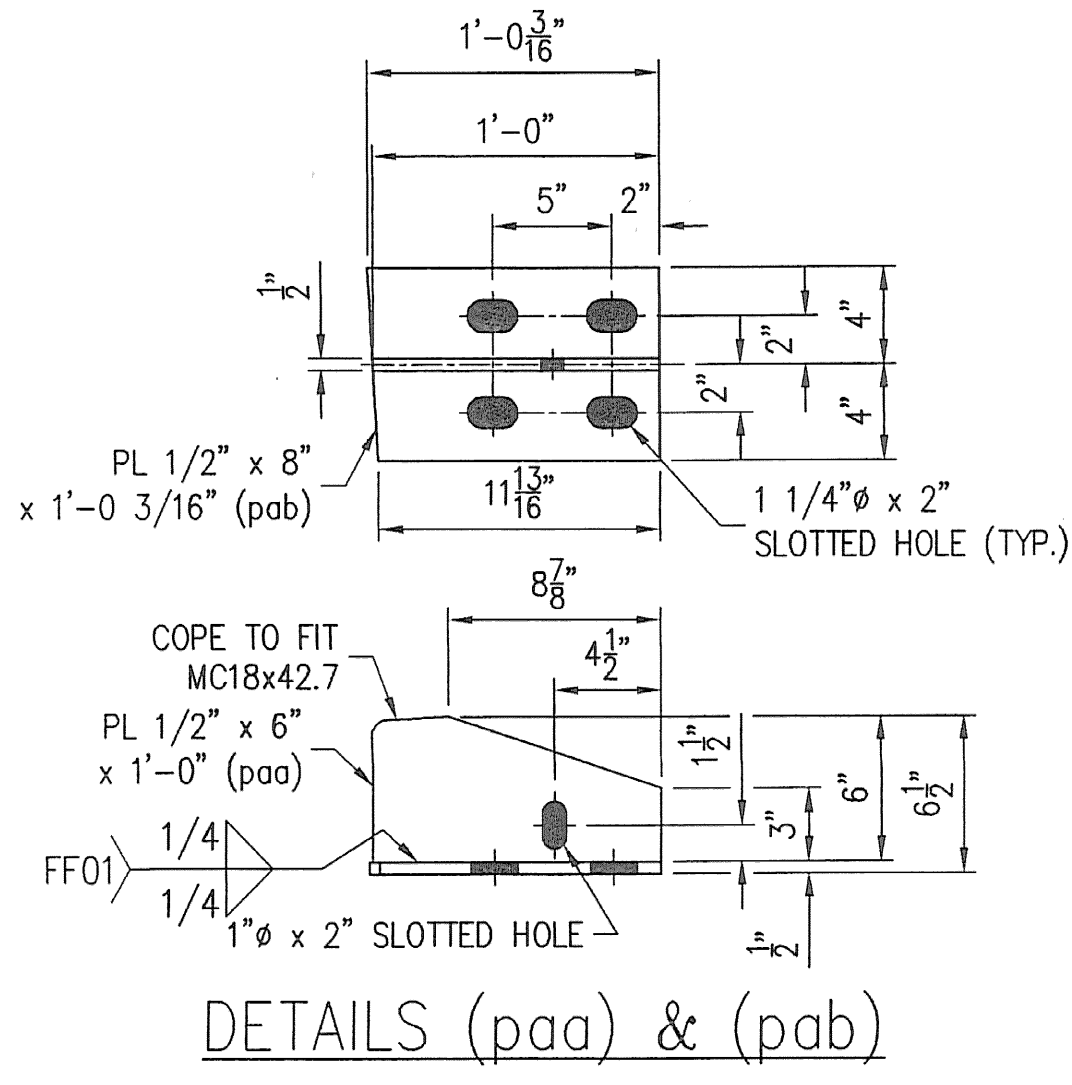 1'-0 3/16"
1'-0"
5" 2"
1/2"
4"
2"
2"
4"
PL 1/2" x 8"
x 1'-0 3/16" (pab)
11 13/16"
1 1/4"ø x 2"
SLOTTED HOLE (TYP.)
8 7/8"
COPE TO FIT
MC18x42.7
4 1/2"
PL 1/2" x 6"
x 1'-0" (paa)
1 1/2"
3"
6"
6 1/2"
1/4
FF01
1/4
1"ø x 2" SLOTTED HOLE
1/2"
DETAILS (paa) & (pab)